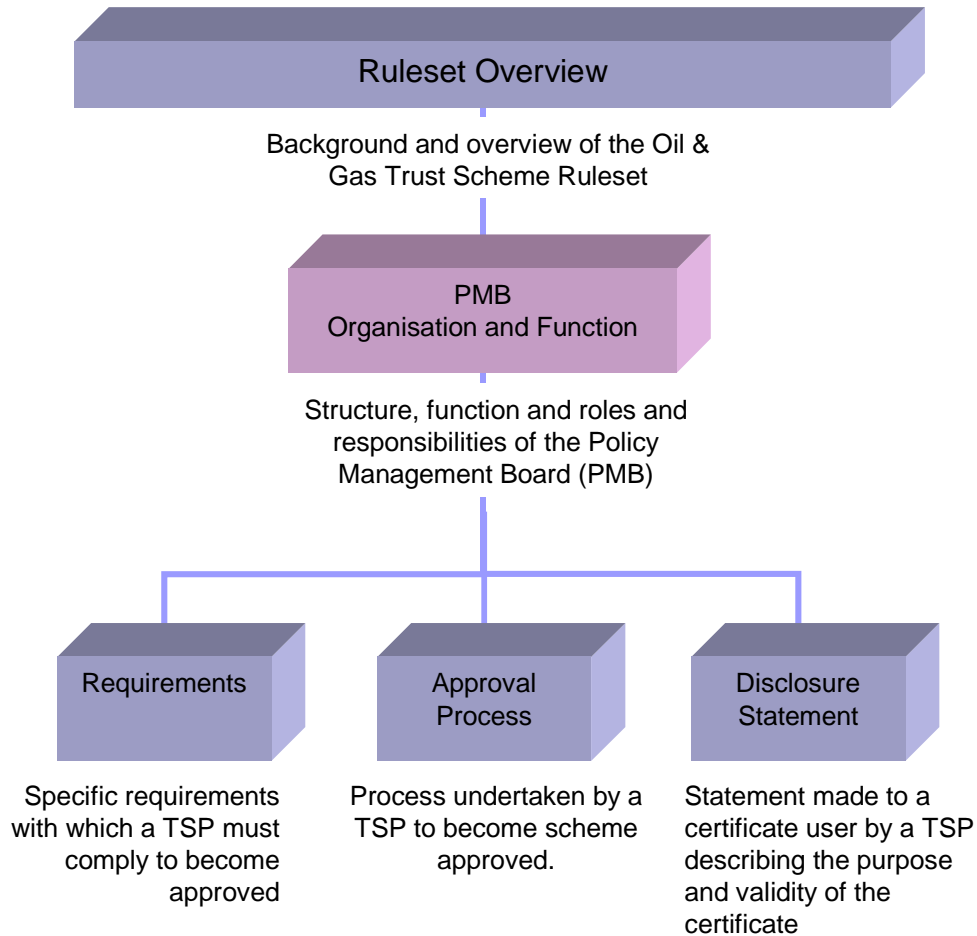 Ruleset Overview
Background and overview of the Oil &
Gas Trust Scheme Ruleset
PMB
Organisation and Function
Structure, function and roles and
responsibilities of the Policy
Management Board (PMB)
Requirements
Specific requirements
with which a TSP must
comply to become
approved
Approval
Process
Process undertaken by a
TSP to become scheme
approved.
Disclosure
Statement
Statement made to a
certificate user by a TSP
describing the purpose
and validity of the
certificate